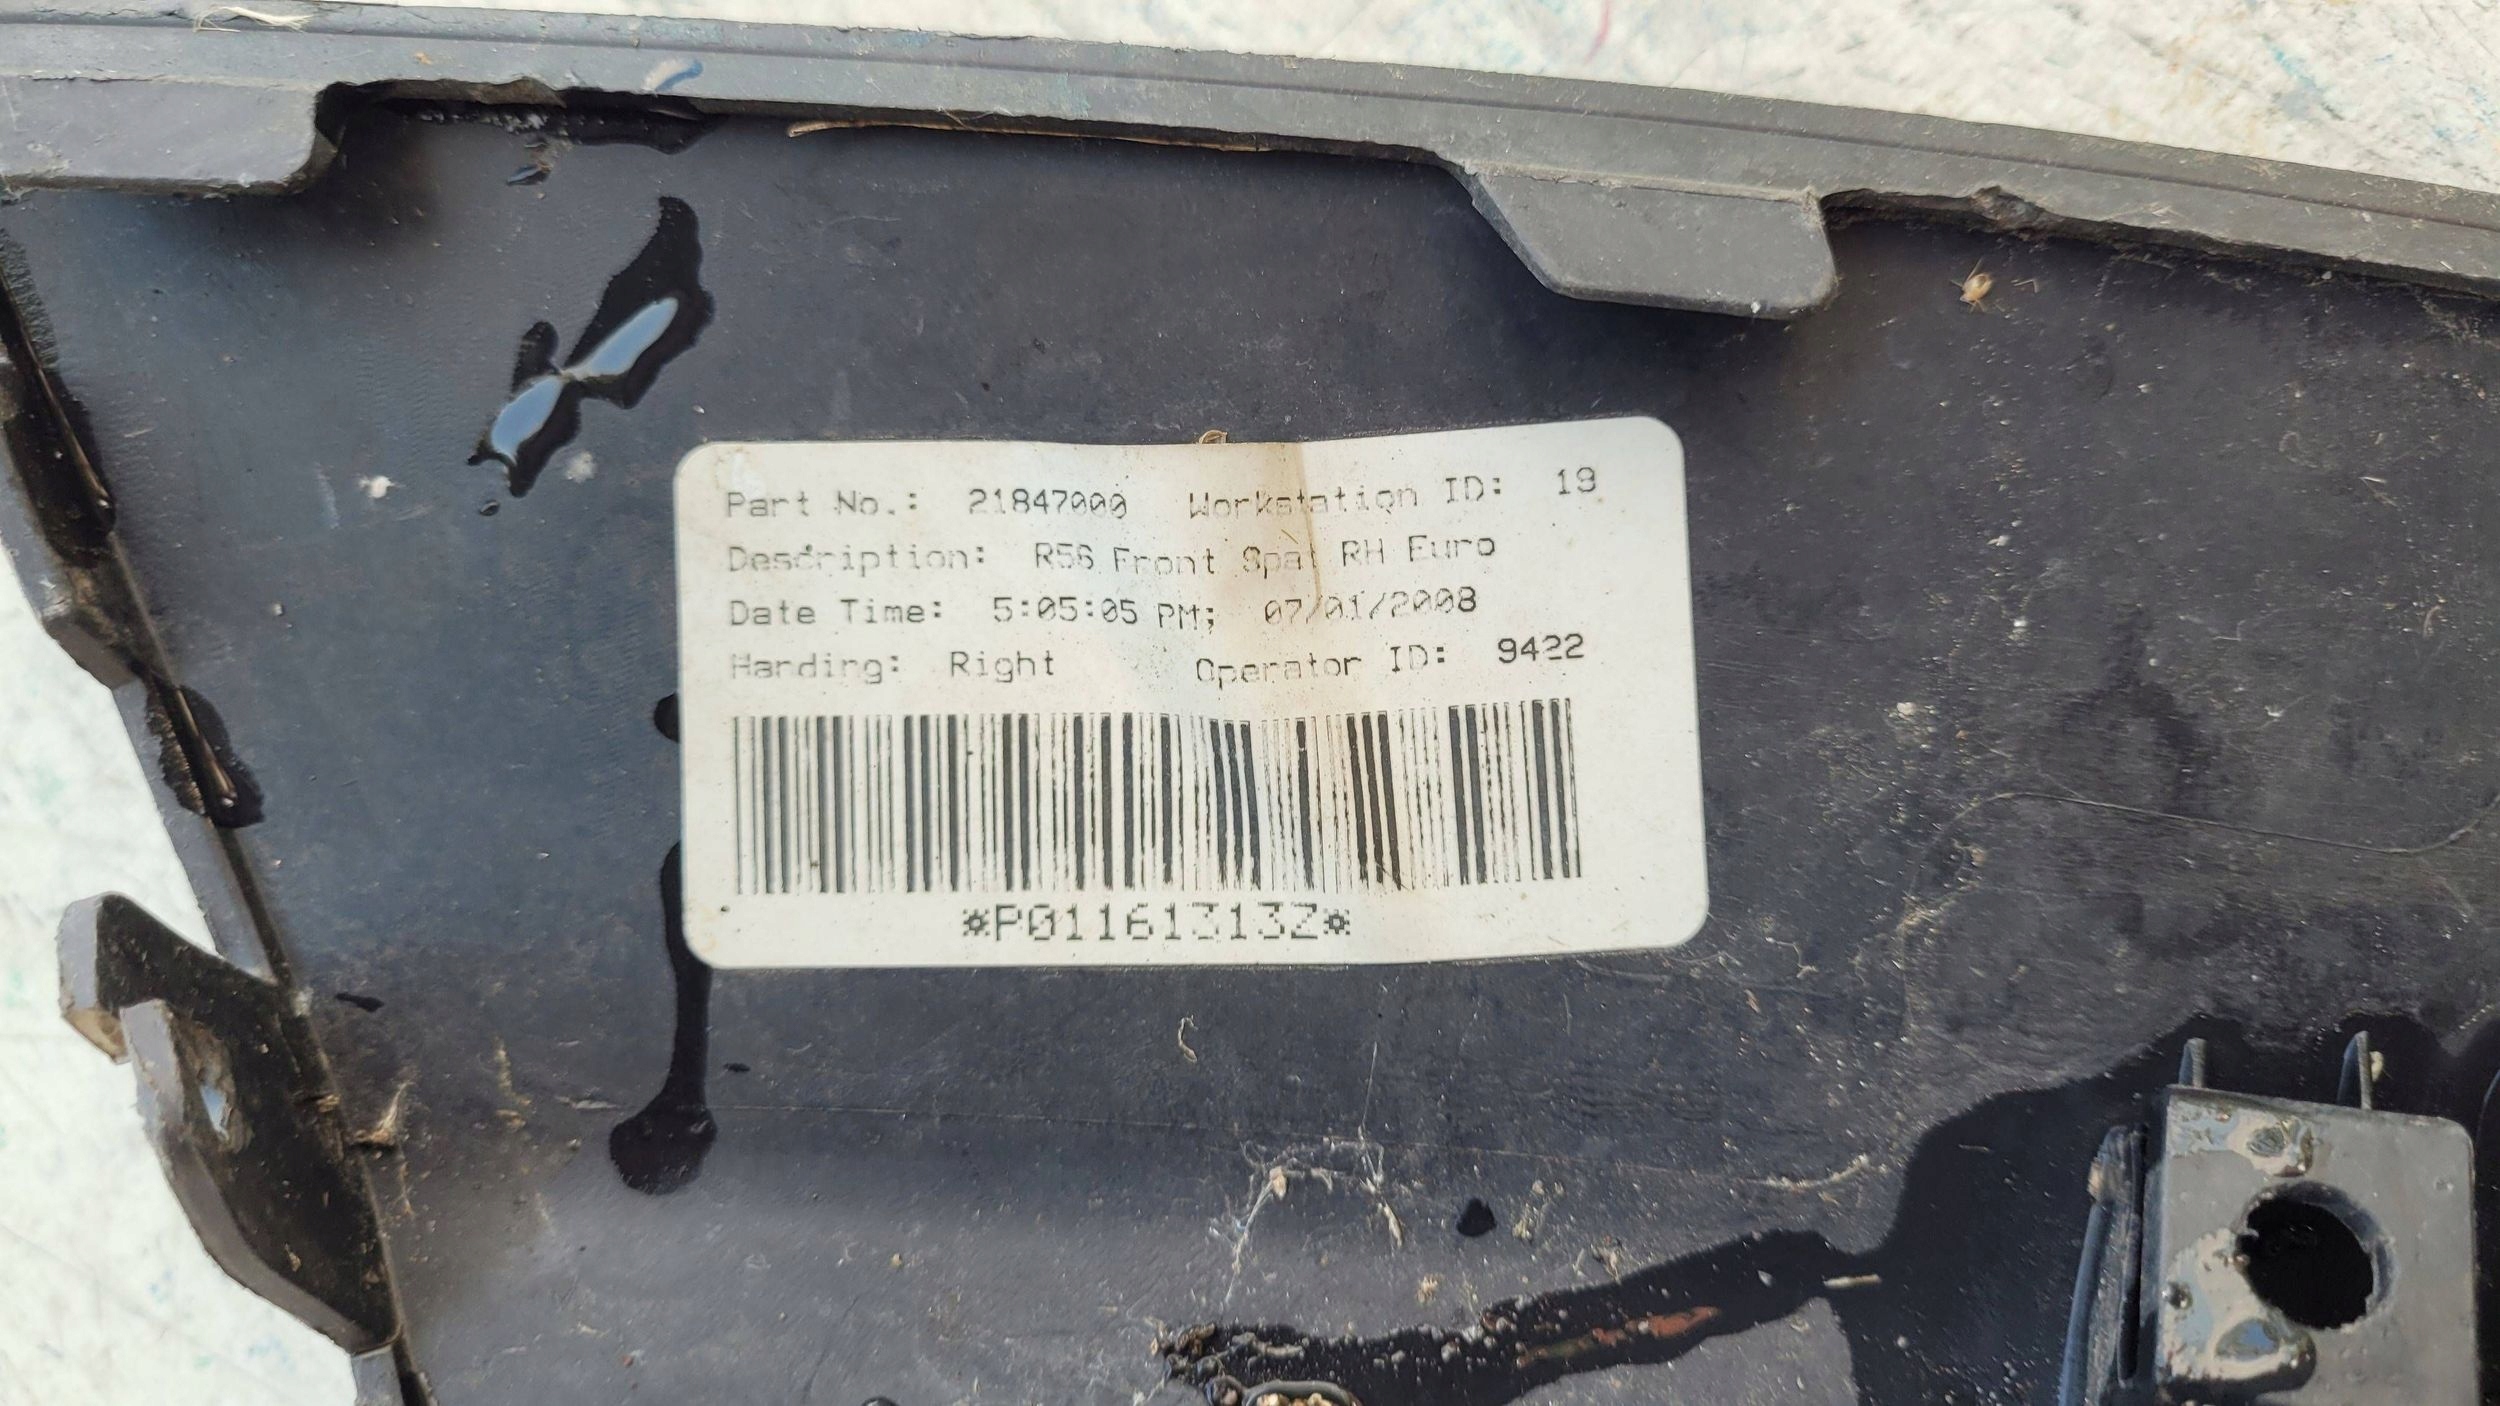 Part No.: 21847000 Workstation ID: 19
Description: R56 Front Spat RH Euro
Date Time: 5:05:05 PM; 07/01/2008
Handing: Right Operator ID: 9422
*P01161313Z*